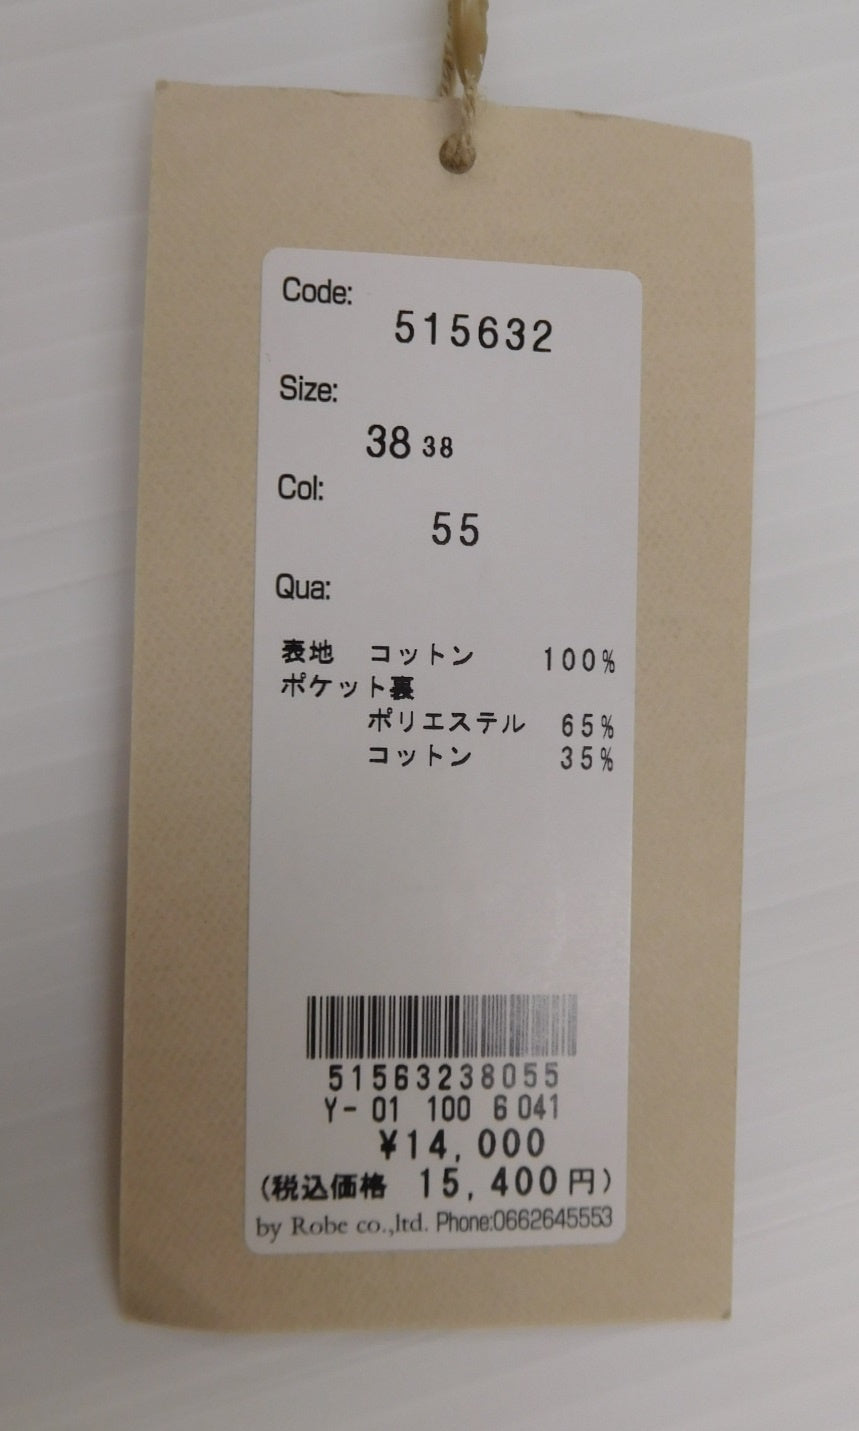 Code:
515632
Size:
38 38
Col:
55
Qua:
表地 コットン 100%
ポケット裏
ポリエステル 65%
コットン 35%
51563238055
Y- 01 100 6 041
¥14,000
(税込価格 15,400円)
by Robe co.,ltd. Phone:0662645553